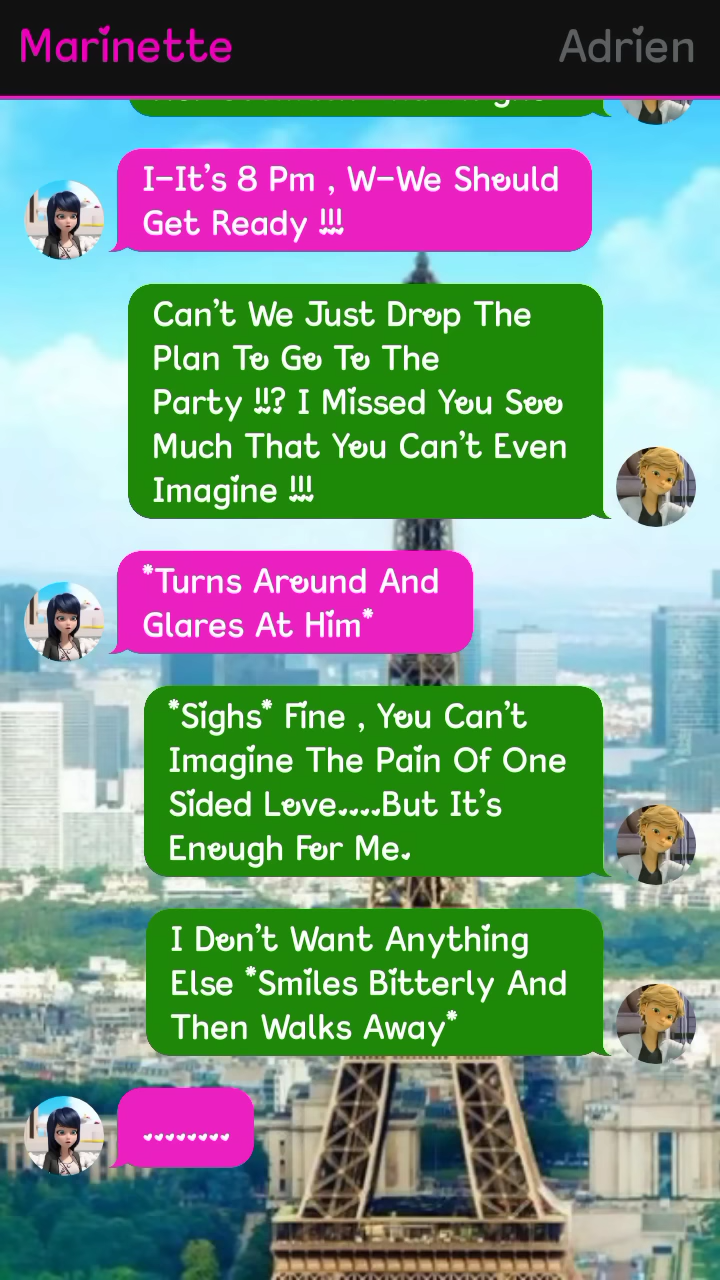 Marinette
Adrien
I-It's 8 Pm , W-We Should
Get Ready !!!
Can't We Just Drop The
Plan To Go To The
Party !!? I Missed You Soo
Much That You Can't Even
Imagine !!!
*Turns Around And
Glares At Him*
*Sighs* Fine , You Can't
Imagine The Pain Of One
Sided Love....But It's
Enough For Me.
I Don't Want Anything
Else *Smiles Bitterly And
Then Walks Away*
........